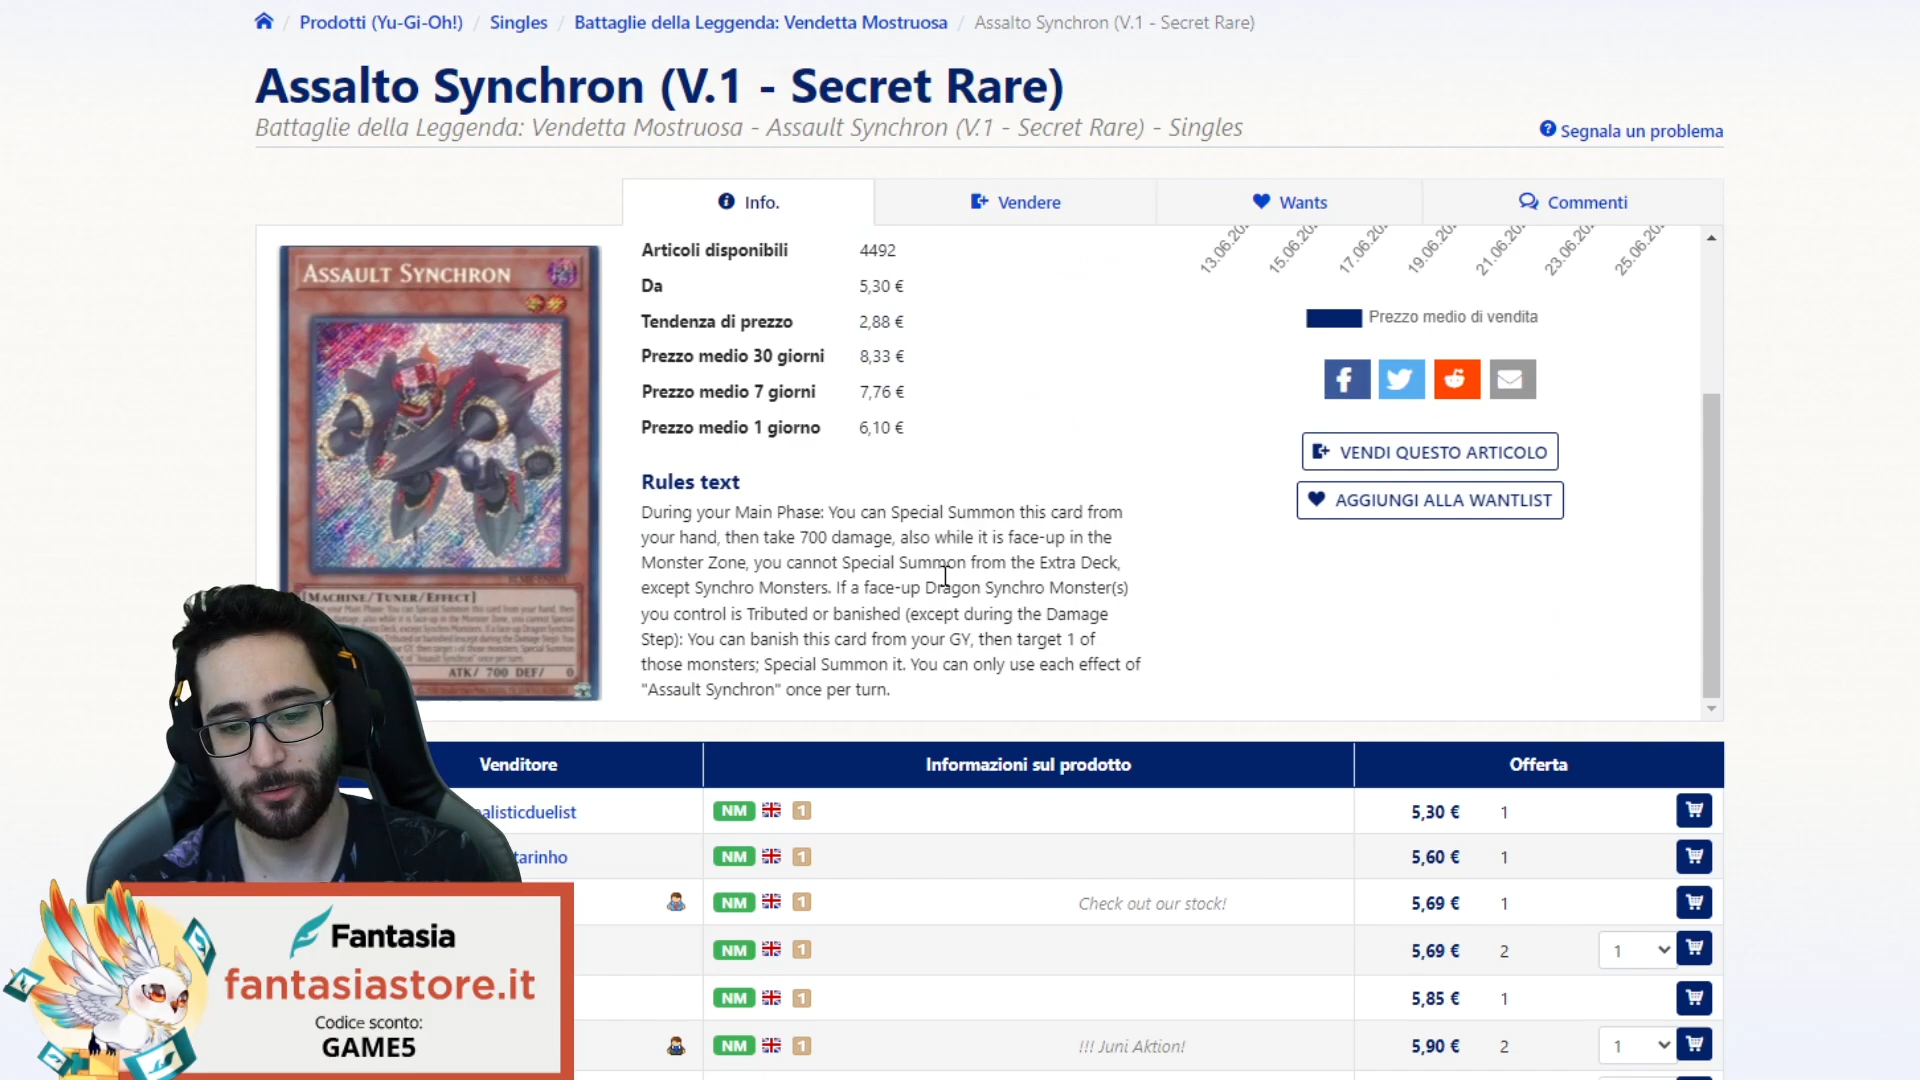 / Prodotti (Yu-Gi-Oh!) / Singles / Battaglie della Leggenda: Vendetta Mostruosa / Assalto Synchron (V.1 - Secret Rare)
Assalto Synchron (V.1 - Secret Rare)
Battaglie della Leggenda: Vendetta Mostruosa - Assault Synchron (V.1 - Secret Rare) - Singles
Segnala un problema
Info.
Vendere
Wants
Commenti
ASSAULT SYNCHRON
[MACHINE/TUNER/EFFECT]
ATK/ 700 DEF/ 0
Articoli disponibili 4492
Da 5,30 €
Tendenza di prezzo 2,88 €
Prezzo medio 30 giorni 8,33 €
Prezzo medio 7 giorni 7,76 €
Prezzo medio 1 giorno 6,10 €
Rules text
During your Main Phase: You can Special Summon this card from
your hand, then take 700 damage, also while it is face-up in the
Monster Zone, you cannot Special Summon from the Extra Deck,
except Synchro Monsters. If a face-up Dragon Synchro Monster(s)
you control is Tributed or banished (except during the Damage
Step): You can banish this card from your GY, then target 1 of
those monsters; Special Summon it. You can only use each effect of
"Assault Synchron" once per turn.
13.06.20
15.06.20
17.06.20
19.06.20
21.06.20
23.06.20
25.06.20
Prezzo medio di vendita
VENDI QUESTO ARTICOLO
AGGIUNGI ALLA WANTLIST
Venditore Informazioni sul prodotto Offerta
alisticduelist NM 1 5,30 € 1
tarinho NM 1 5,60 € 1
NM 1 Check out our stock! 5,69 € 1
NM 1 5,69 € 2 1
NM 1 5,85 € 1
NM 1 !!! Juni Aktion! 5,90 € 2 1
Fantasia
fantasiastore.it
Codice sconto:
GAME5